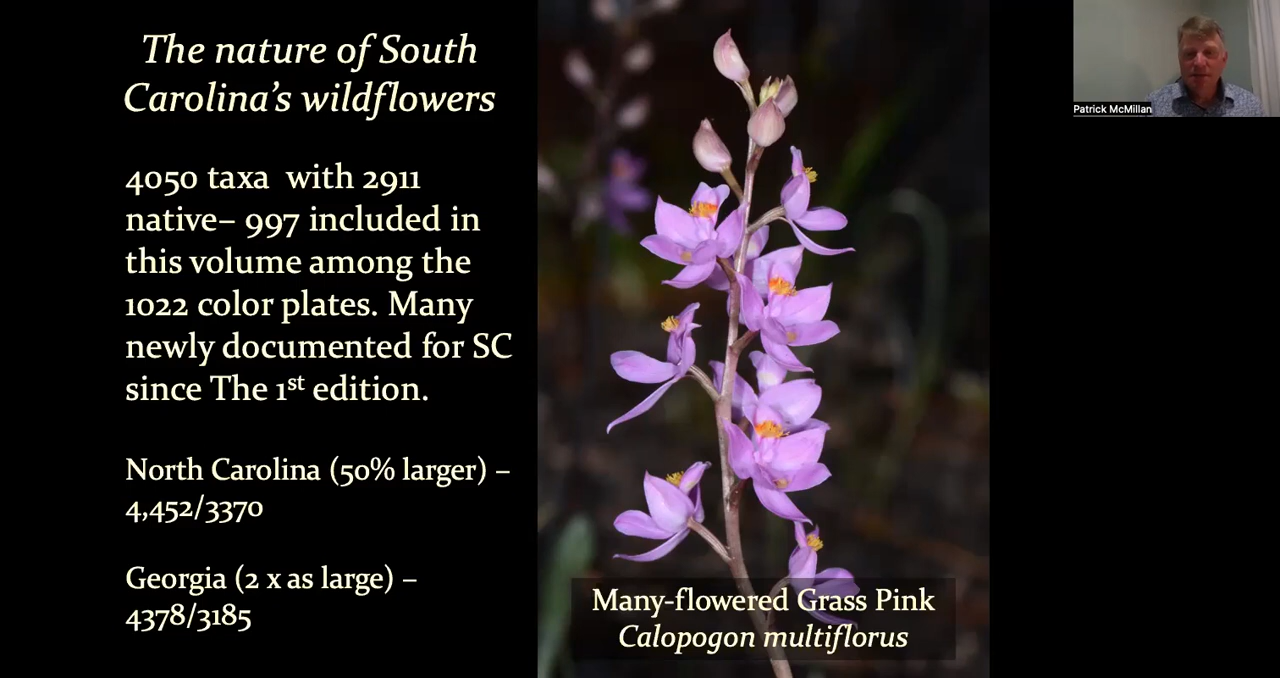 The nature of South
Carolina's wildflowers
4050 taxa with 2911
native– 997 included in
this volume among the
1022 color plates. Many
newly documented for SC
since The 1st edition.
North Carolina (50% larger) –
4,452/3370
Georgia (2 x as large) –
4378/3185
Many-flowered Grass Pink
Calopogon multiflorus
Patrick McMillan